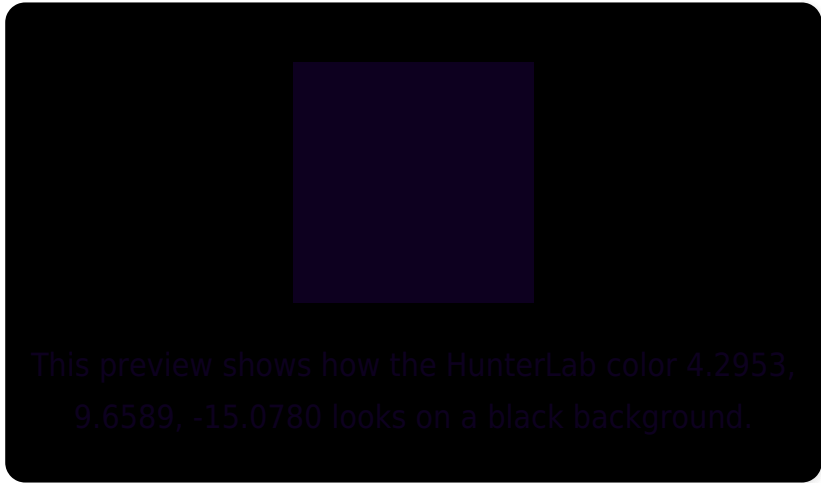 This preview shows how the HunterLab color 4.2953,
9.6589, -15.0780 looks on a black background.